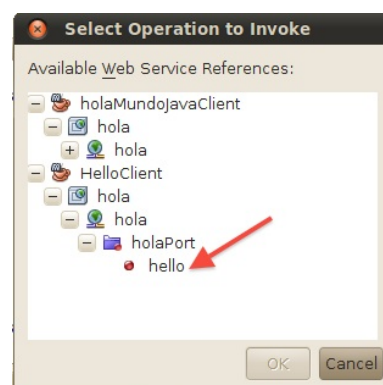 Select Operation to Invoke
Available Web Service References:
holaMundoJavaClient
hola
hola
HelloClient
hola
hola
holaPort
hello
OK
Cancel